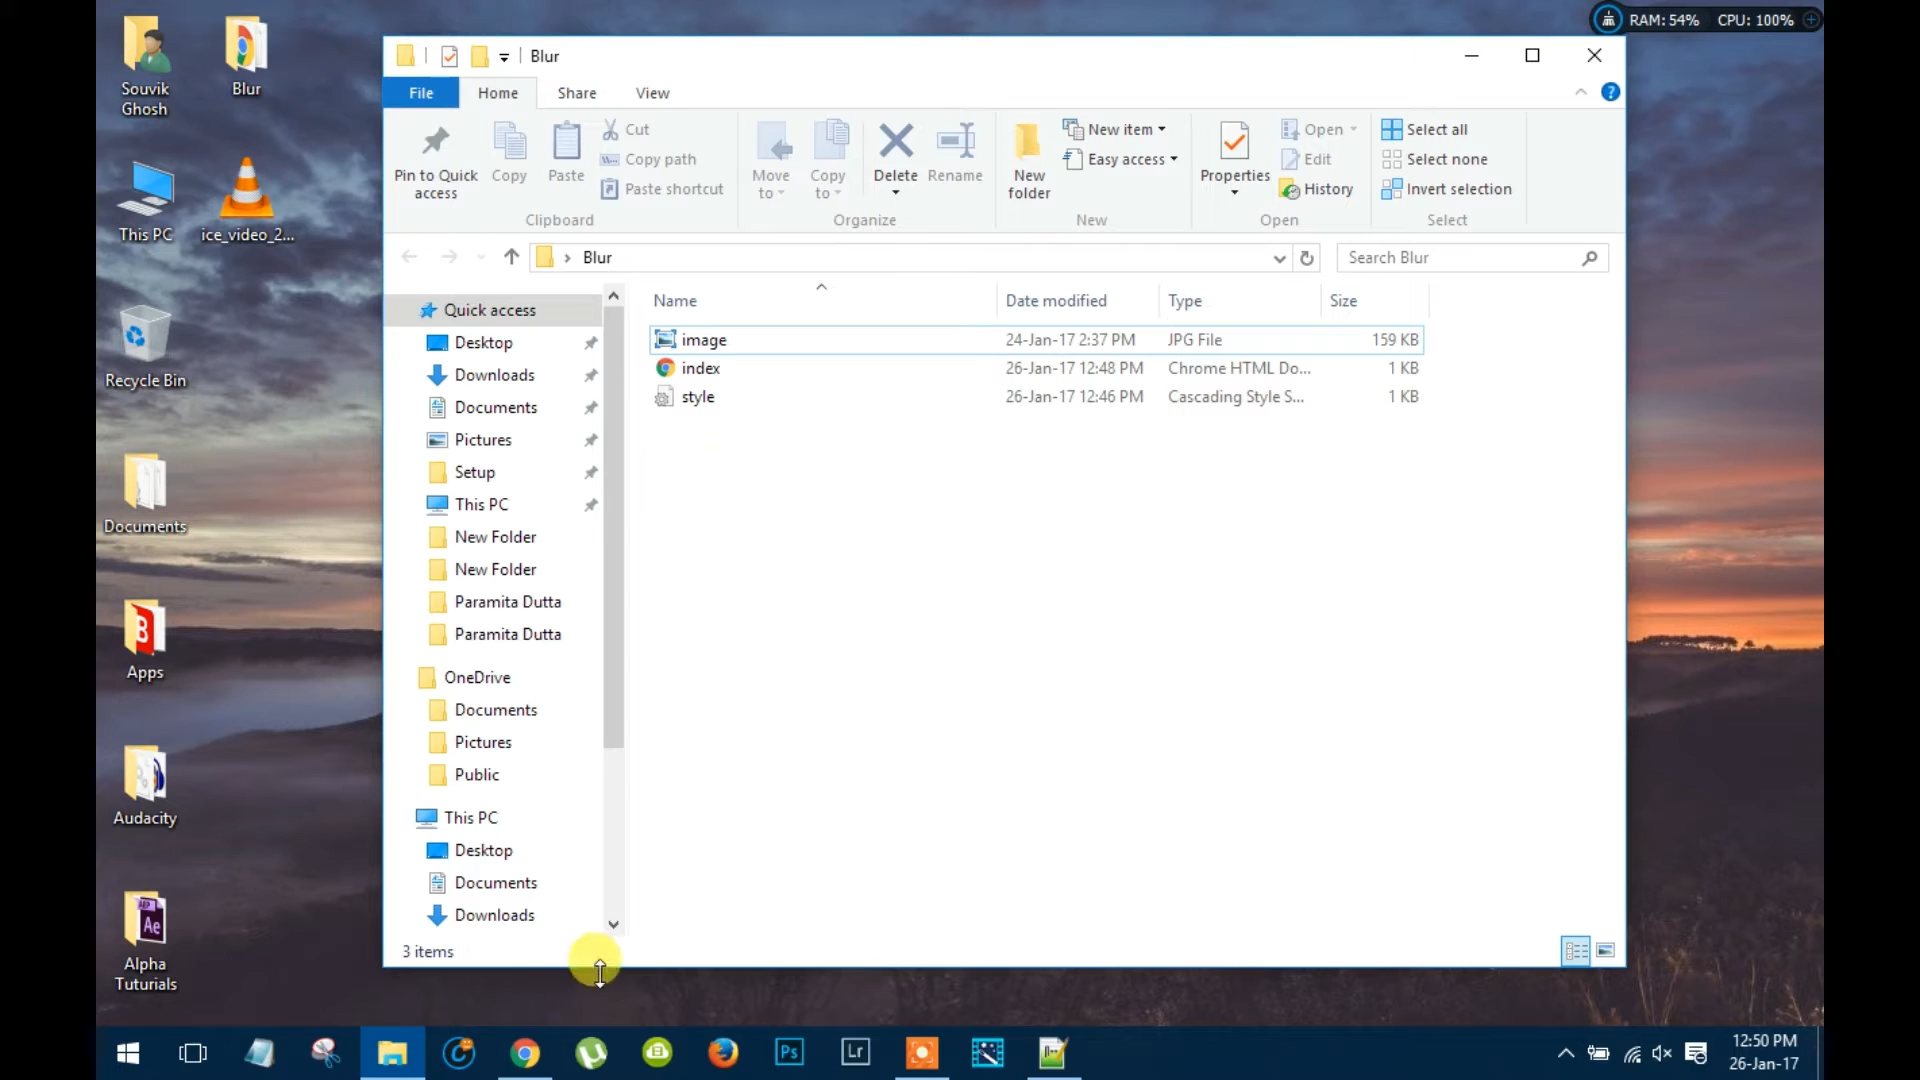 RAM: 54% CPU: 100%
Souvik
Ghosh
Blur
This PC
ice_video_2...
Recycle Bin
Documents
Apps
Audacity
Alpha
Tuturials
Blur
File Home Share View
Pin to Quick
access
Copy
Paste
Cut
Copy path
Paste shortcut
Clipboard
Move
to
Copy
to
Delete
Rename
Organize
New
folder
New item
Easy access
New
Properties
Open
Edit
History
Open
Select all
Select none
Invert selection
Select
Blur
Search Blur
Quick access
Desktop
Downloads
Documents
Pictures
Setup
This PC
New Folder
New Folder
Paramita Dutta
Paramita Dutta
OneDrive
Documents
Pictures
Public
This PC
Desktop
Documents
Downloads
Name Date modified Type Size
image 24-Jan-17 2:37 PM JPG File 159 KB
index 26-Jan-17 12:48 PM Chrome HTML Do... 1 KB
style 26-Jan-17 12:46 PM Cascading Style S... 1 KB
3 items
Ps
Lr
12:50 PM
26-Jan-17